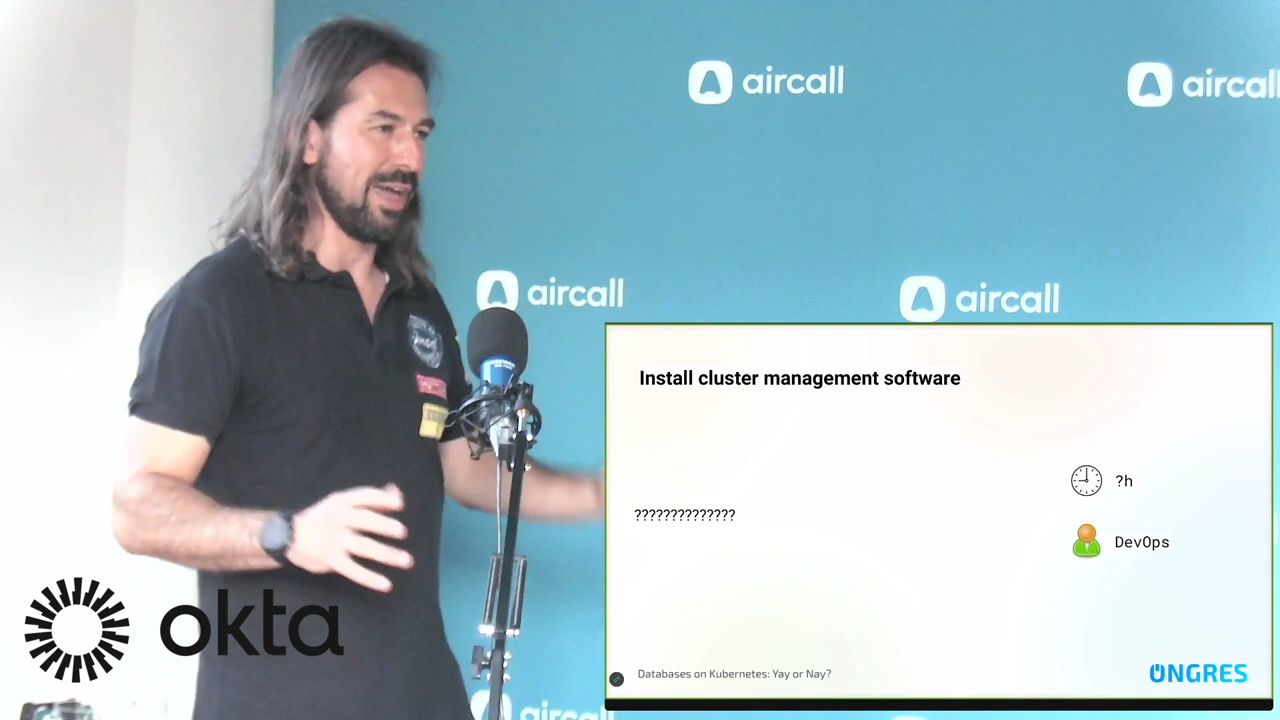 aircall
aircall
aircall
aircall
Install cluster management software
?h
??????????????
DevOps
okta
Databases on Kubernetes: Yay or Nay?
ONGRES
aircall